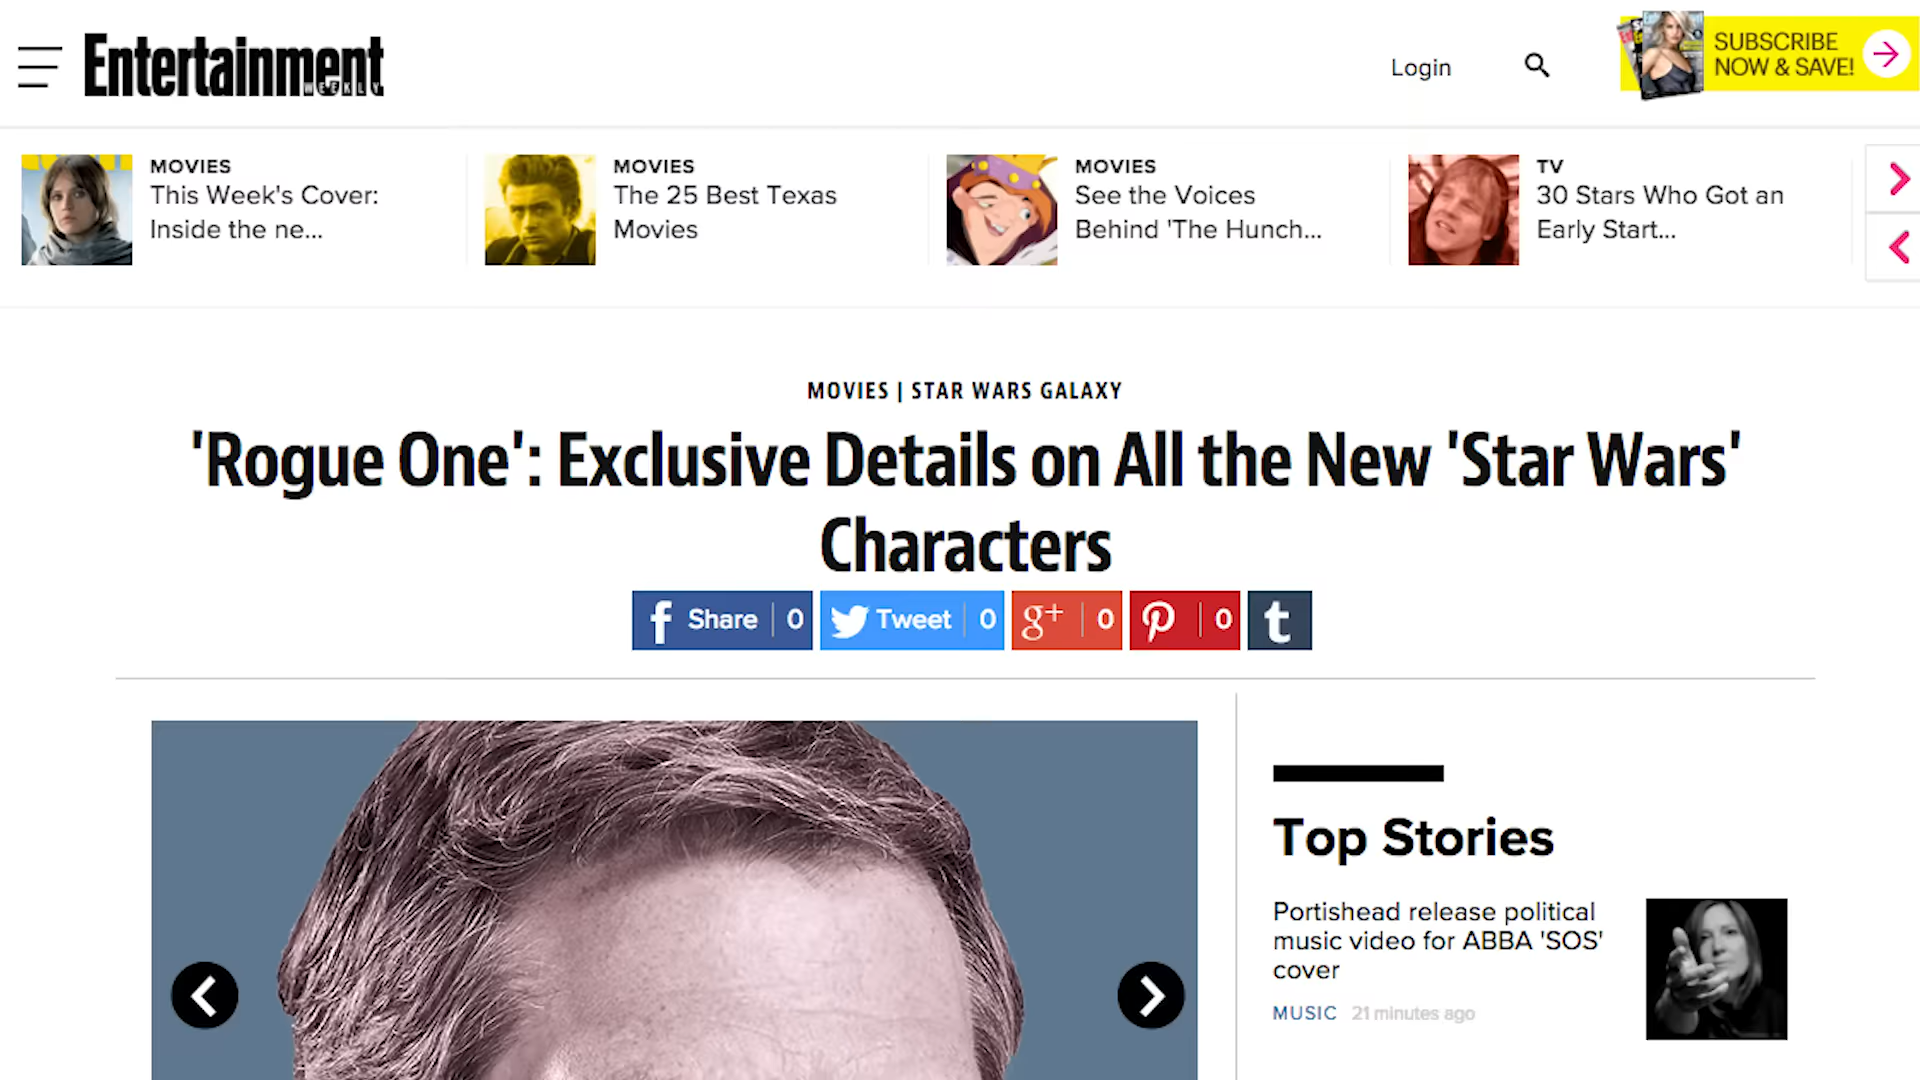 Entertainment
WEEKLY
Login
SUBSCRIBE
NOW & SAVE!
MOVIES
This Week's Cover:
Inside the ne...
MOVIES
The 25 Best Texas
Movies
MOVIES
See the Voices
Behind 'The Hunch...
TV
30 Stars Who Got an
Early Start...
MOVIES | STAR WARS GALAXY
'Rogue One': Exclusive Details on All the New 'Star Wars'
Characters
f Share | 0
Tweet | 0
g+ | 0
| 0
t
Top Stories
Portishead release political
music video for ABBA 'SOS'
cover
MUSIC 21 minutes ago